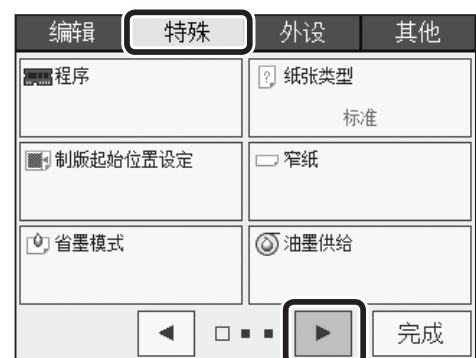 编辑 特殊 外设 其他
程序 纸张类型
标准
制版起始位置设定 窄纸
省墨模式 油墨供给
完成